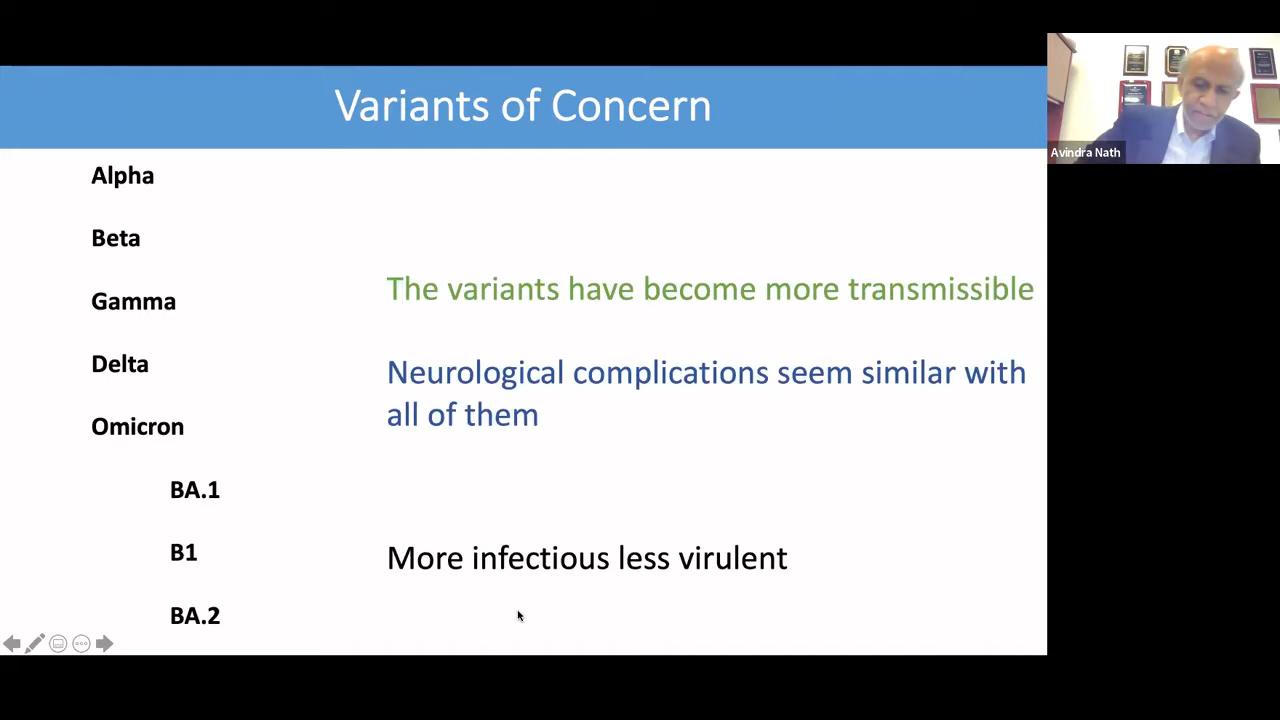 Variants of Concern
Alpha
Beta
Gamma
Delta
Omicron
BA.1
B1
BA.2
The variants have become more transmissible
Neurological complications seem similar with
all of them
More infectious less virulent
Avindra Nath